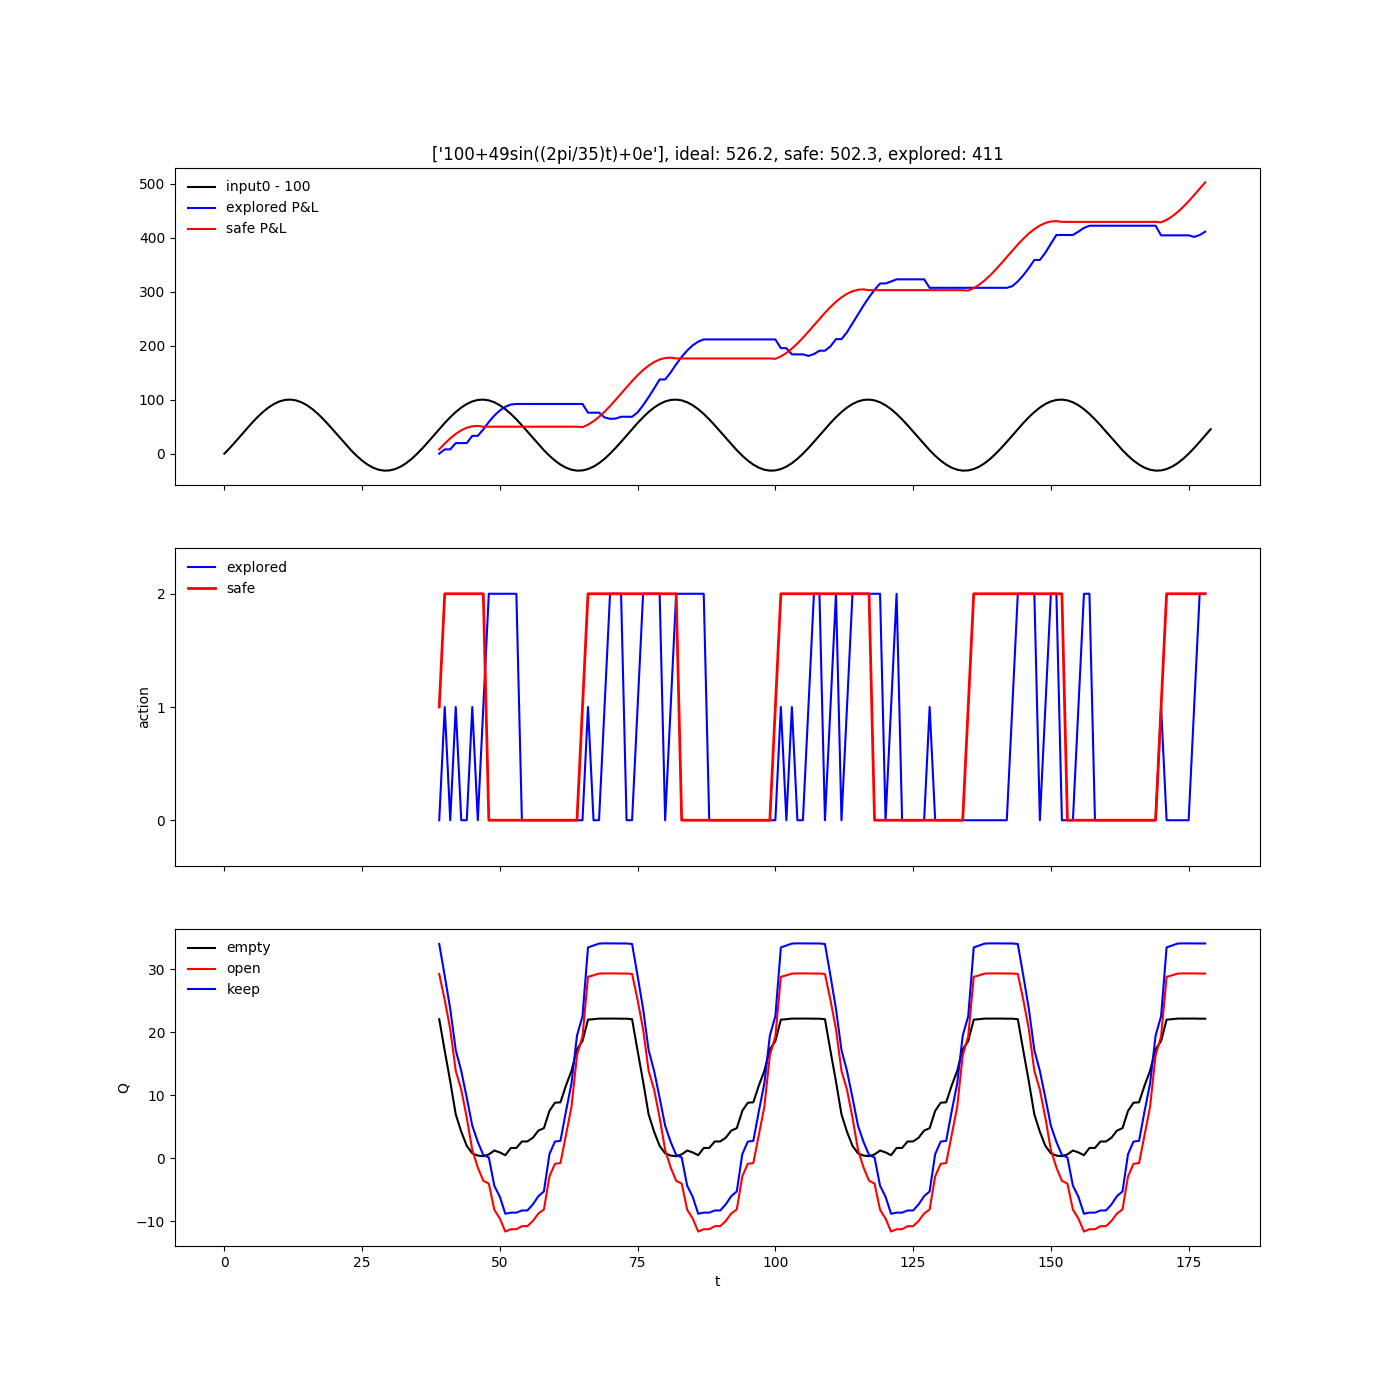 ['100+49sin((2pi/35)t)+0e'], ideal: 526.2, safe: 502.3, explored: 411
500
400
300
200
100
0
input0 - 100
explored P&L
safe P&L
action
2
1
0
explored
safe
Q
30
20
10
0
−10
empty
open
keep
0 25 50 75 100 125 150 175
t